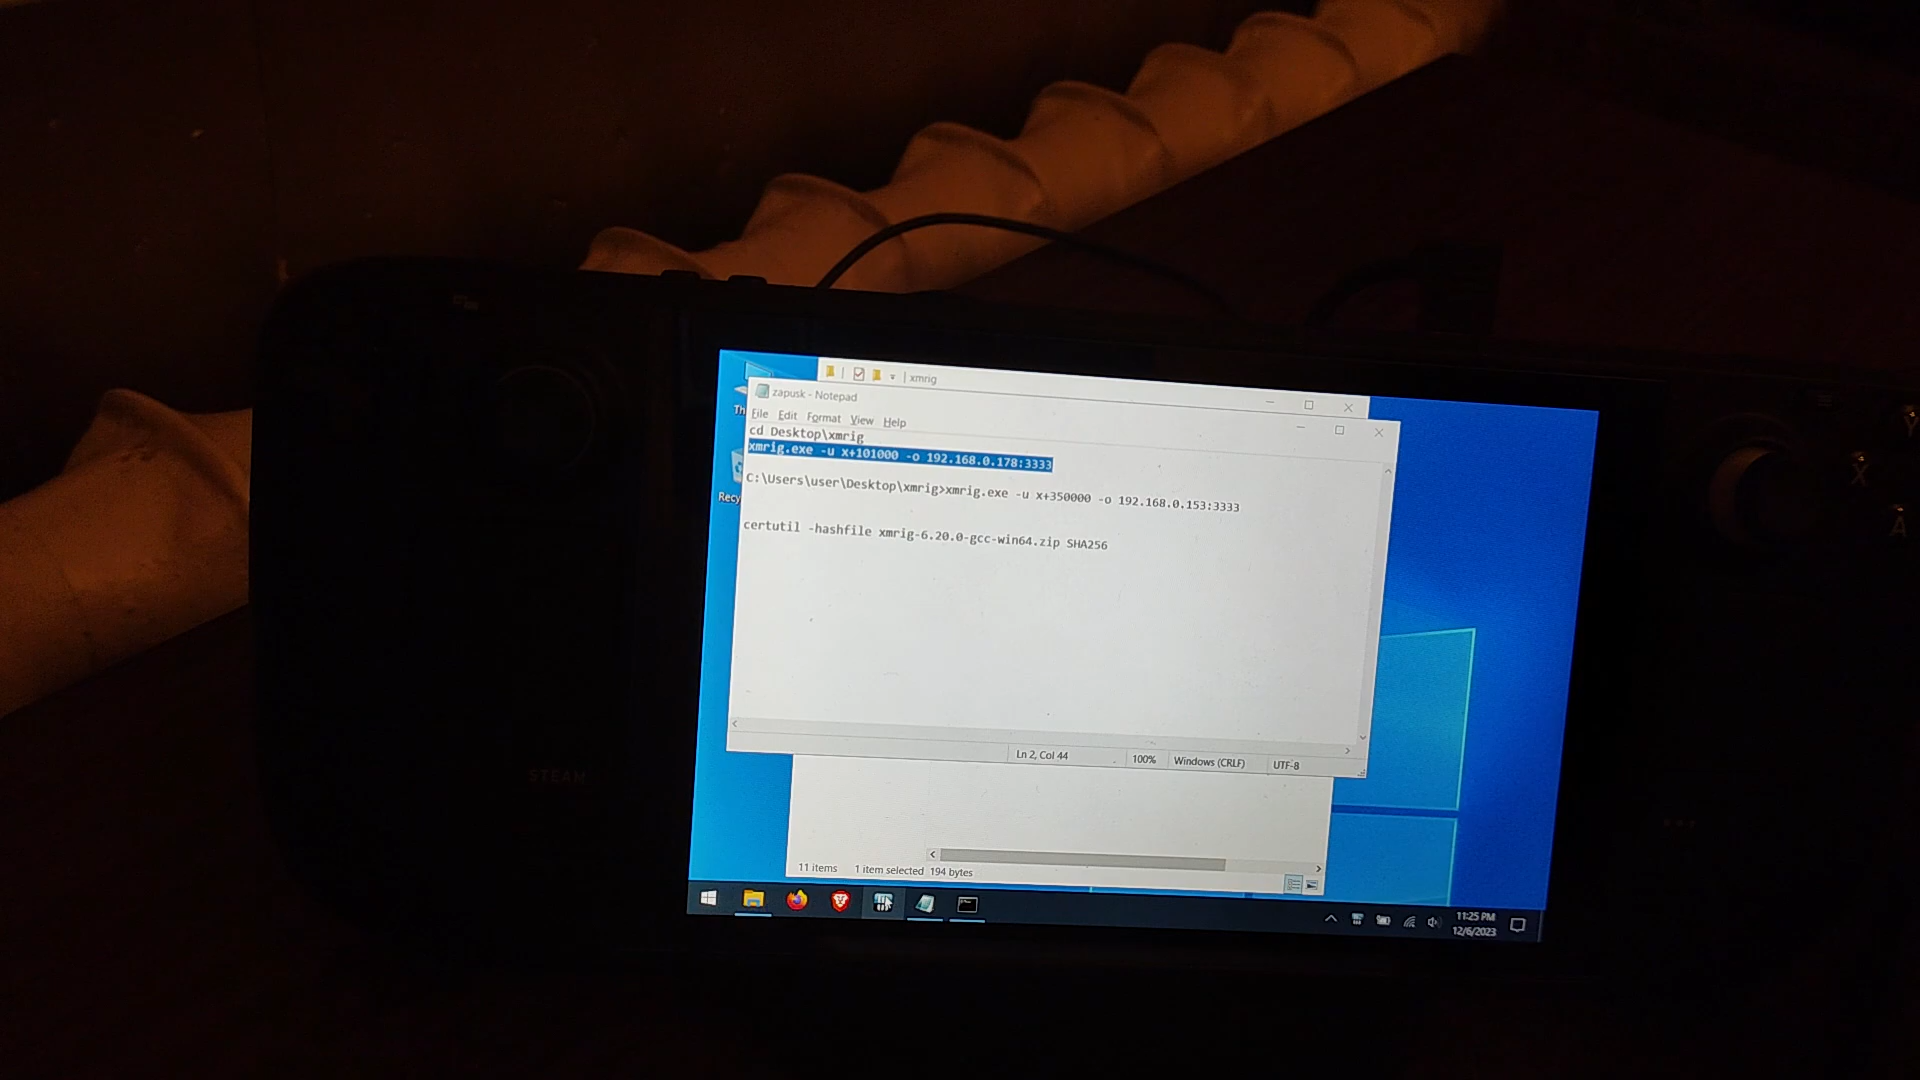 xmrig
zapusk - Notepad
File Edit Format View Help
cd Desktop\xmrig
xmrig.exe -u x+101000 -o 192.168.0.178:3333
C:\Users\user\Desktop\xmrig>xmrig.exe -u x+350000 -o 192.168.0.153:3333
certutil -hashfile xmrig-6.20.0-gcc-win64.zip SHA256
Th
Recy
Ln 2, Col 44
100%
Windows (CRLF)
UTF-8
11 items 1 item selected 194 bytes
11:25 PM
12/6/2023
STEAM
Y
X
A